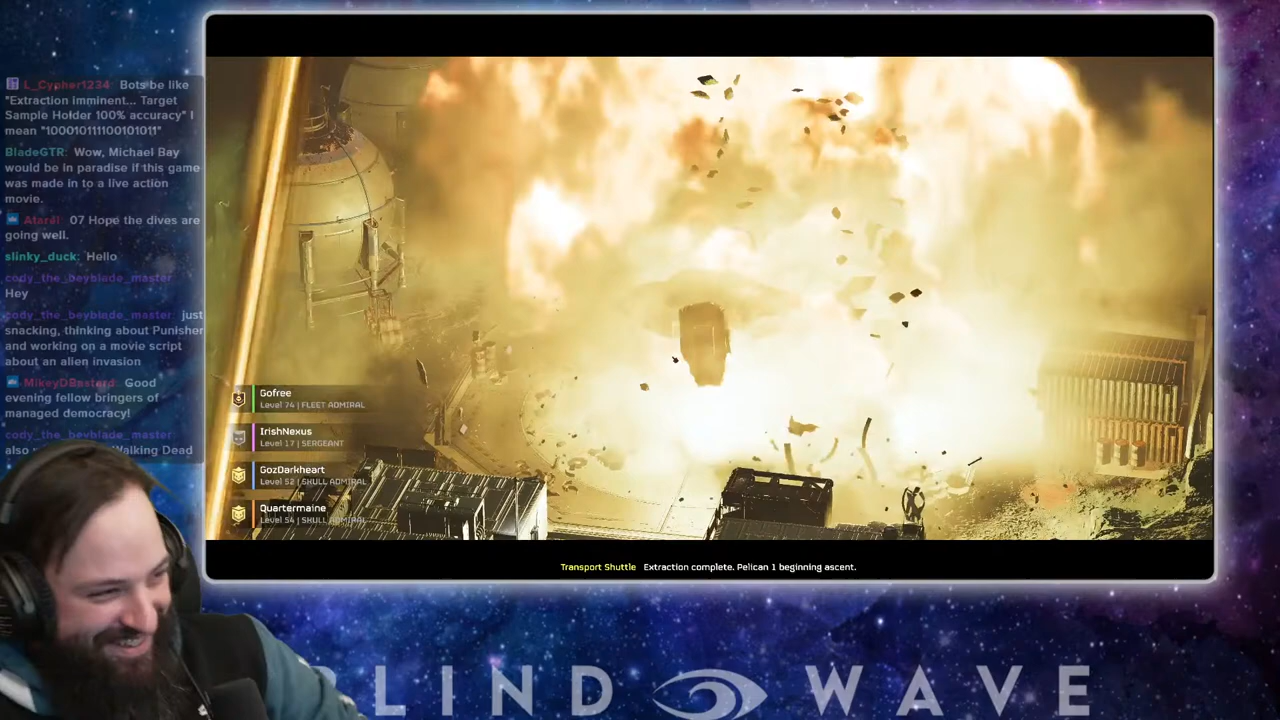 L_Cypher1234: Bots be like
"Extraction imminent... Target
Sample Holder 100% accuracy" I
mean "100010111100101011"
BladeGTR: Wow, Michael Bay
would be in paradise if this game
was made in to a live action
movie.
Atarel: 07 Hope the dives are
going well.
slinky_duck: Hello
cody_the_beyblade_master:
Hey
cody_the_beyblade_master: just
snacking, thinking about Punisher
and working on a movie script
about an alien invasion
MikeyDBastard: Good
evening fellow bringers of
managed democracy!
cody_the_beyblade_master:
also Walking Dead
Gofree
Level 74 | FLEET ADMIRAL
IrishNexus
Level 17 | SERGEANT
GozDarkheart
Level 52 | SKULL ADMIRAL
Quartermaine
Level 54 | SKULL ADMIRAL
Transport Shuttle Extraction complete. Pelican 1 beginning ascent.
BLIND WAVE